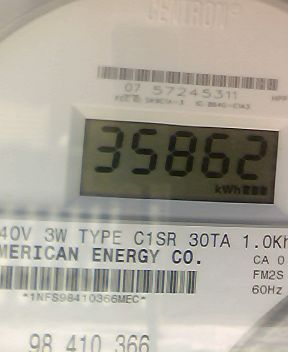 CENTRON®
07 57245311
35862
kWh
40V 3W TYPE C1SR 30TA 1.0Kh
MERICAN ENERGY CO.
CA 0
FM2S
60Hz
*1NFS98410366MEC*
98 410 366